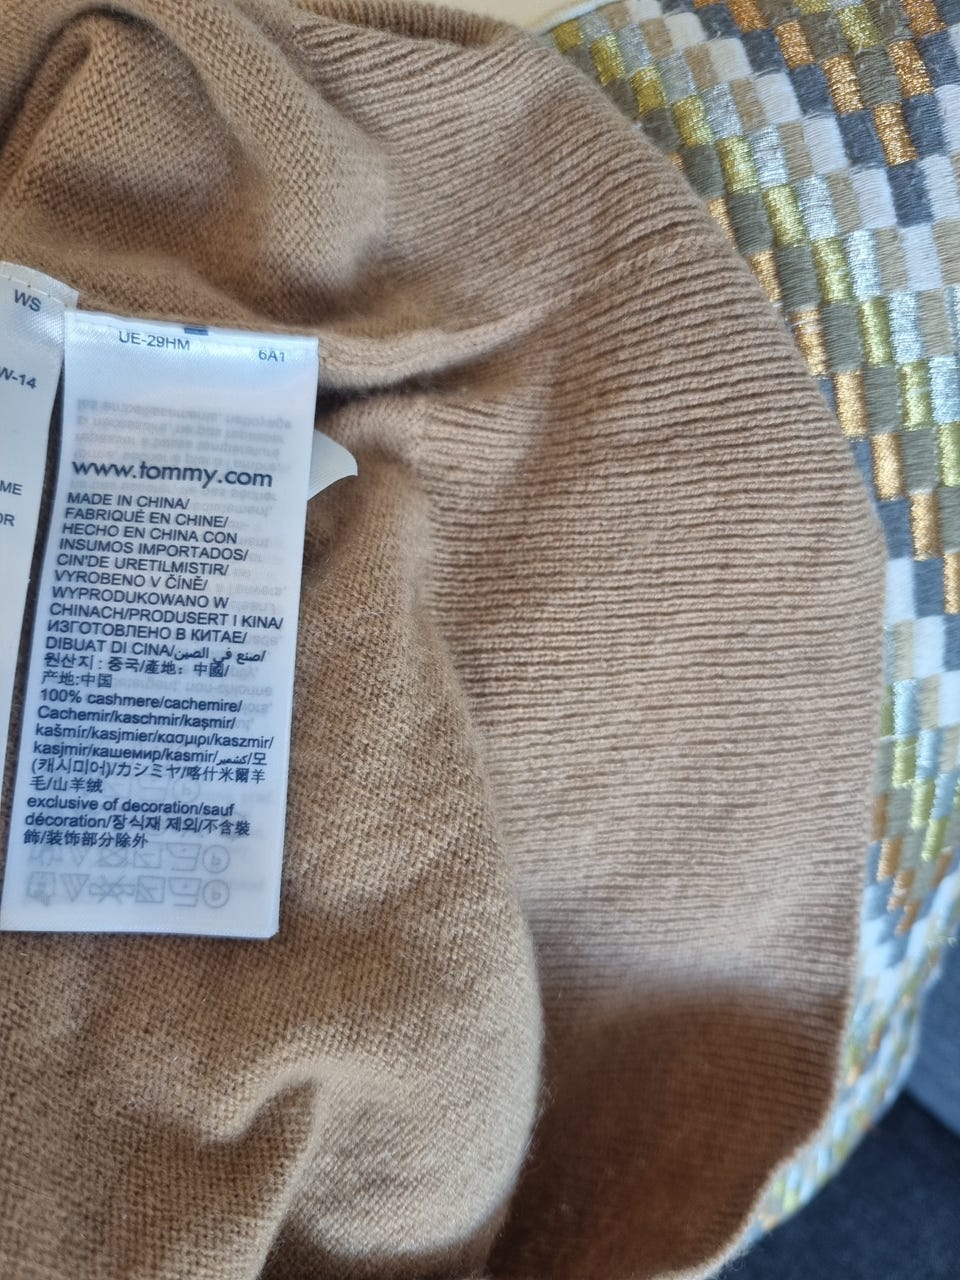 WS
W-14
ME
OR
UE-29HM
6A1
www.tommy.com
MADE IN CHINA/
FABRIQUÉ EN CHINE/
HECHO EN CHINA CON
INSUMOS IMPORTADOS/
CIN'DE URETILMISTIR/
VYROBENO V ČÍNĚ/
WYPRODUKOWANO W
CHINACH/PRODUSERT I KINA/
ИЗГОТОВЛЕНО В КИТАЕ/
DIBUAT DI CINA/صنع في الصين/
원산지 : 중국/產地：中國/
产地:中国
100% cashmere/cachemire/
Cachemir/kaschmir/kaşmir/
kašmír/kasjmier/κασμιρι/kaszmir/
kasjmir/кашемир/kasmir/كشمير/모
(캐시미어)/カシミヤ/喀什米爾羊
毛/山羊绒
exclusive of decoration/sauf
décoration/장식재 제외/不含裝
飾/装饰部分除外